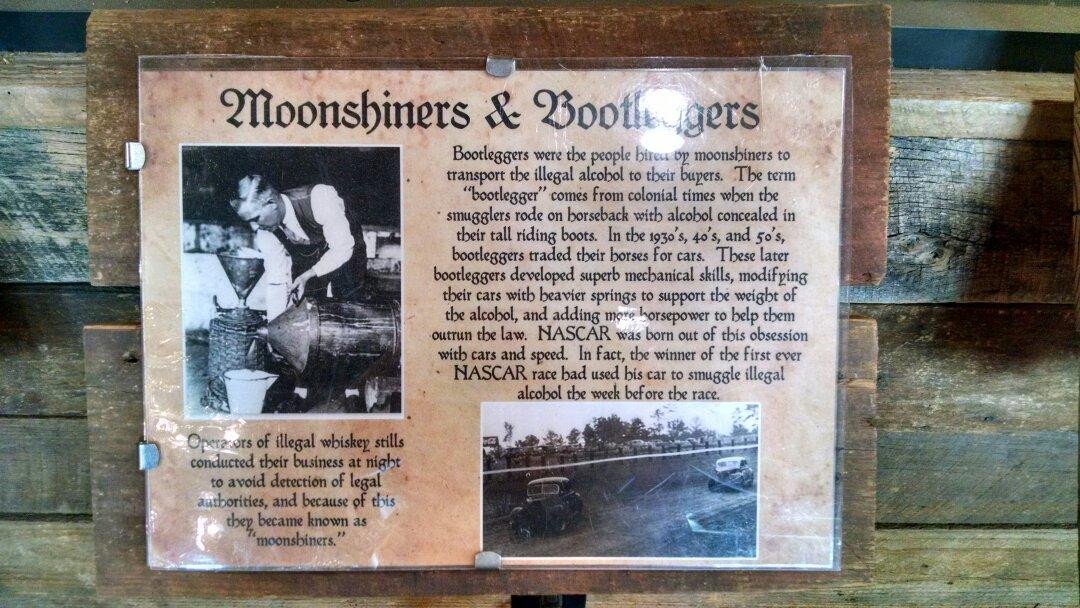 Moonshiners & Bootleggers
Bootleggers were the people hired by moonshiners to
transport the illegal alcohol to their buyers. The term
"bootlegger" comes from colonial times when the
smugglers rode on horseback with alcohol concealed in
their tall riding boots. In the 1930's, 40's, and 50's,
bootleggers traded their horses for cars. These later
bootleggers developed superb mechanical skills, modifying
their cars with heavier springs to support the weight of
the alcohol, and adding more horsepower to help them
outrun the law. NASCAR was born out of this obsession
with cars and speed. In fact, the winner of the first ever
NASCAR race had used his car to smuggle illegal
alcohol the week before the race.
Operators of illegal whiskey stills
conducted their business at night
to avoid detection of legal
authorities, and because of this
they became known as
"moonshiners."